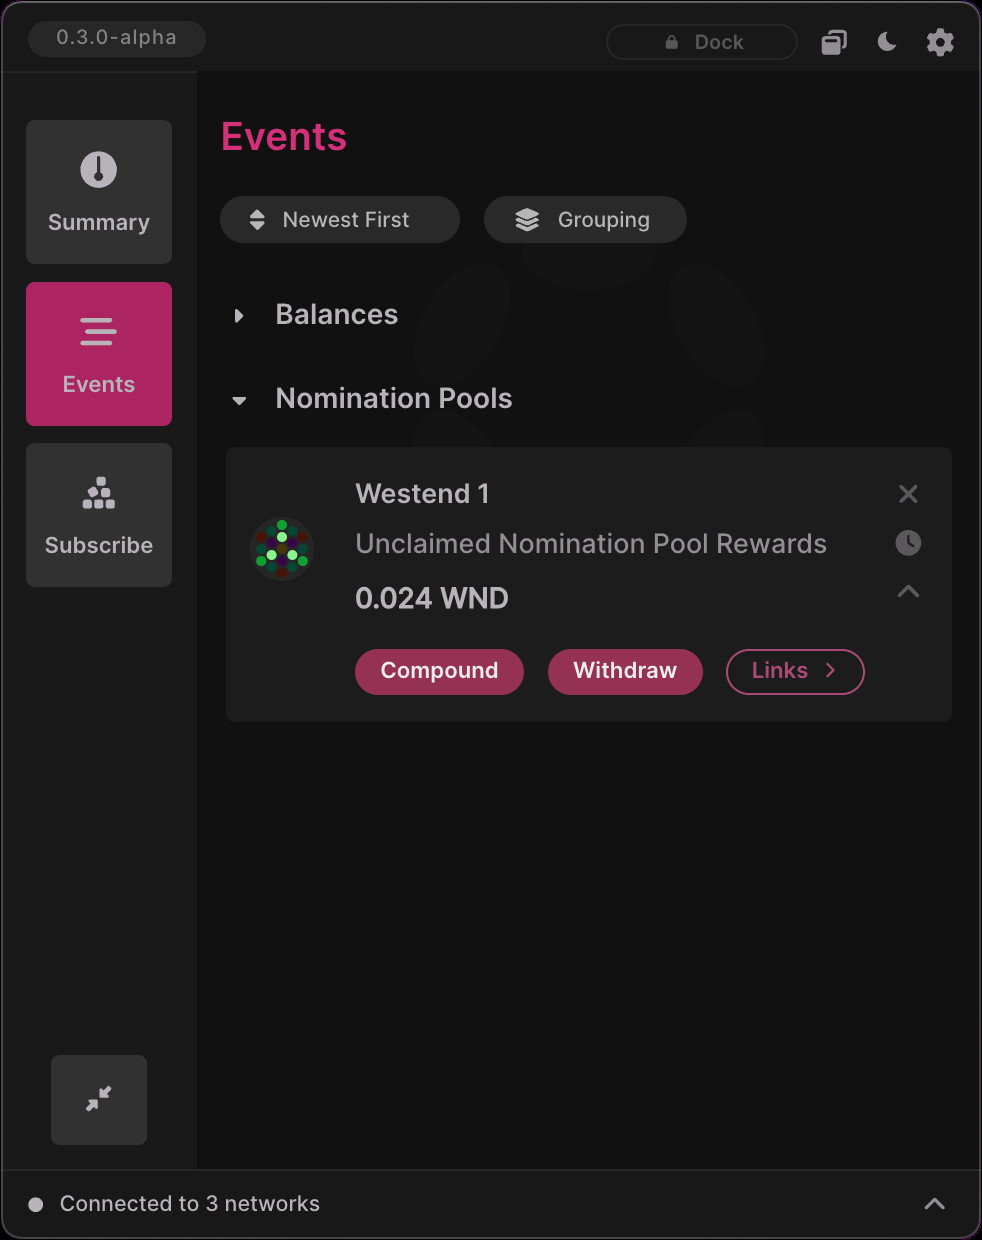 0.3.0-alpha
Dock
Summary
Events
Subscribe
Events
Newest First
Grouping
Balances
Nomination Pools
Westend 1
Unclaimed Nomination Pool Rewards
0.024 WND
Compound
Withdraw
Links
Connected to 3 networks